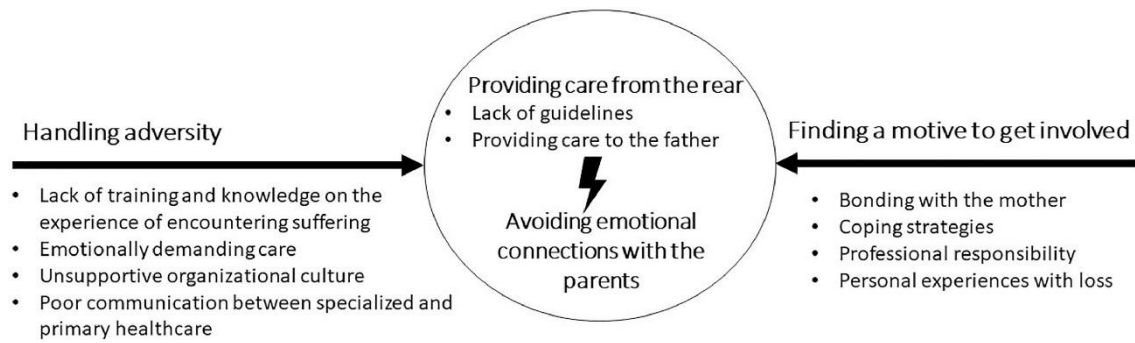 Handling adversity
• Lack of training and knowledge on the
experience of encountering suffering
• Emotionally demanding care
• Unsupportive organizational culture
• Poor communication between specialized and
primary healthcare
Providing care from the rear
• Lack of guidelines
• Providing care to the father
Avoiding emotional
connections with the
parents
Finding a motive to get involved
• Bonding with the mother
• Coping strategies
• Professional responsibility
• Personal experiences with loss